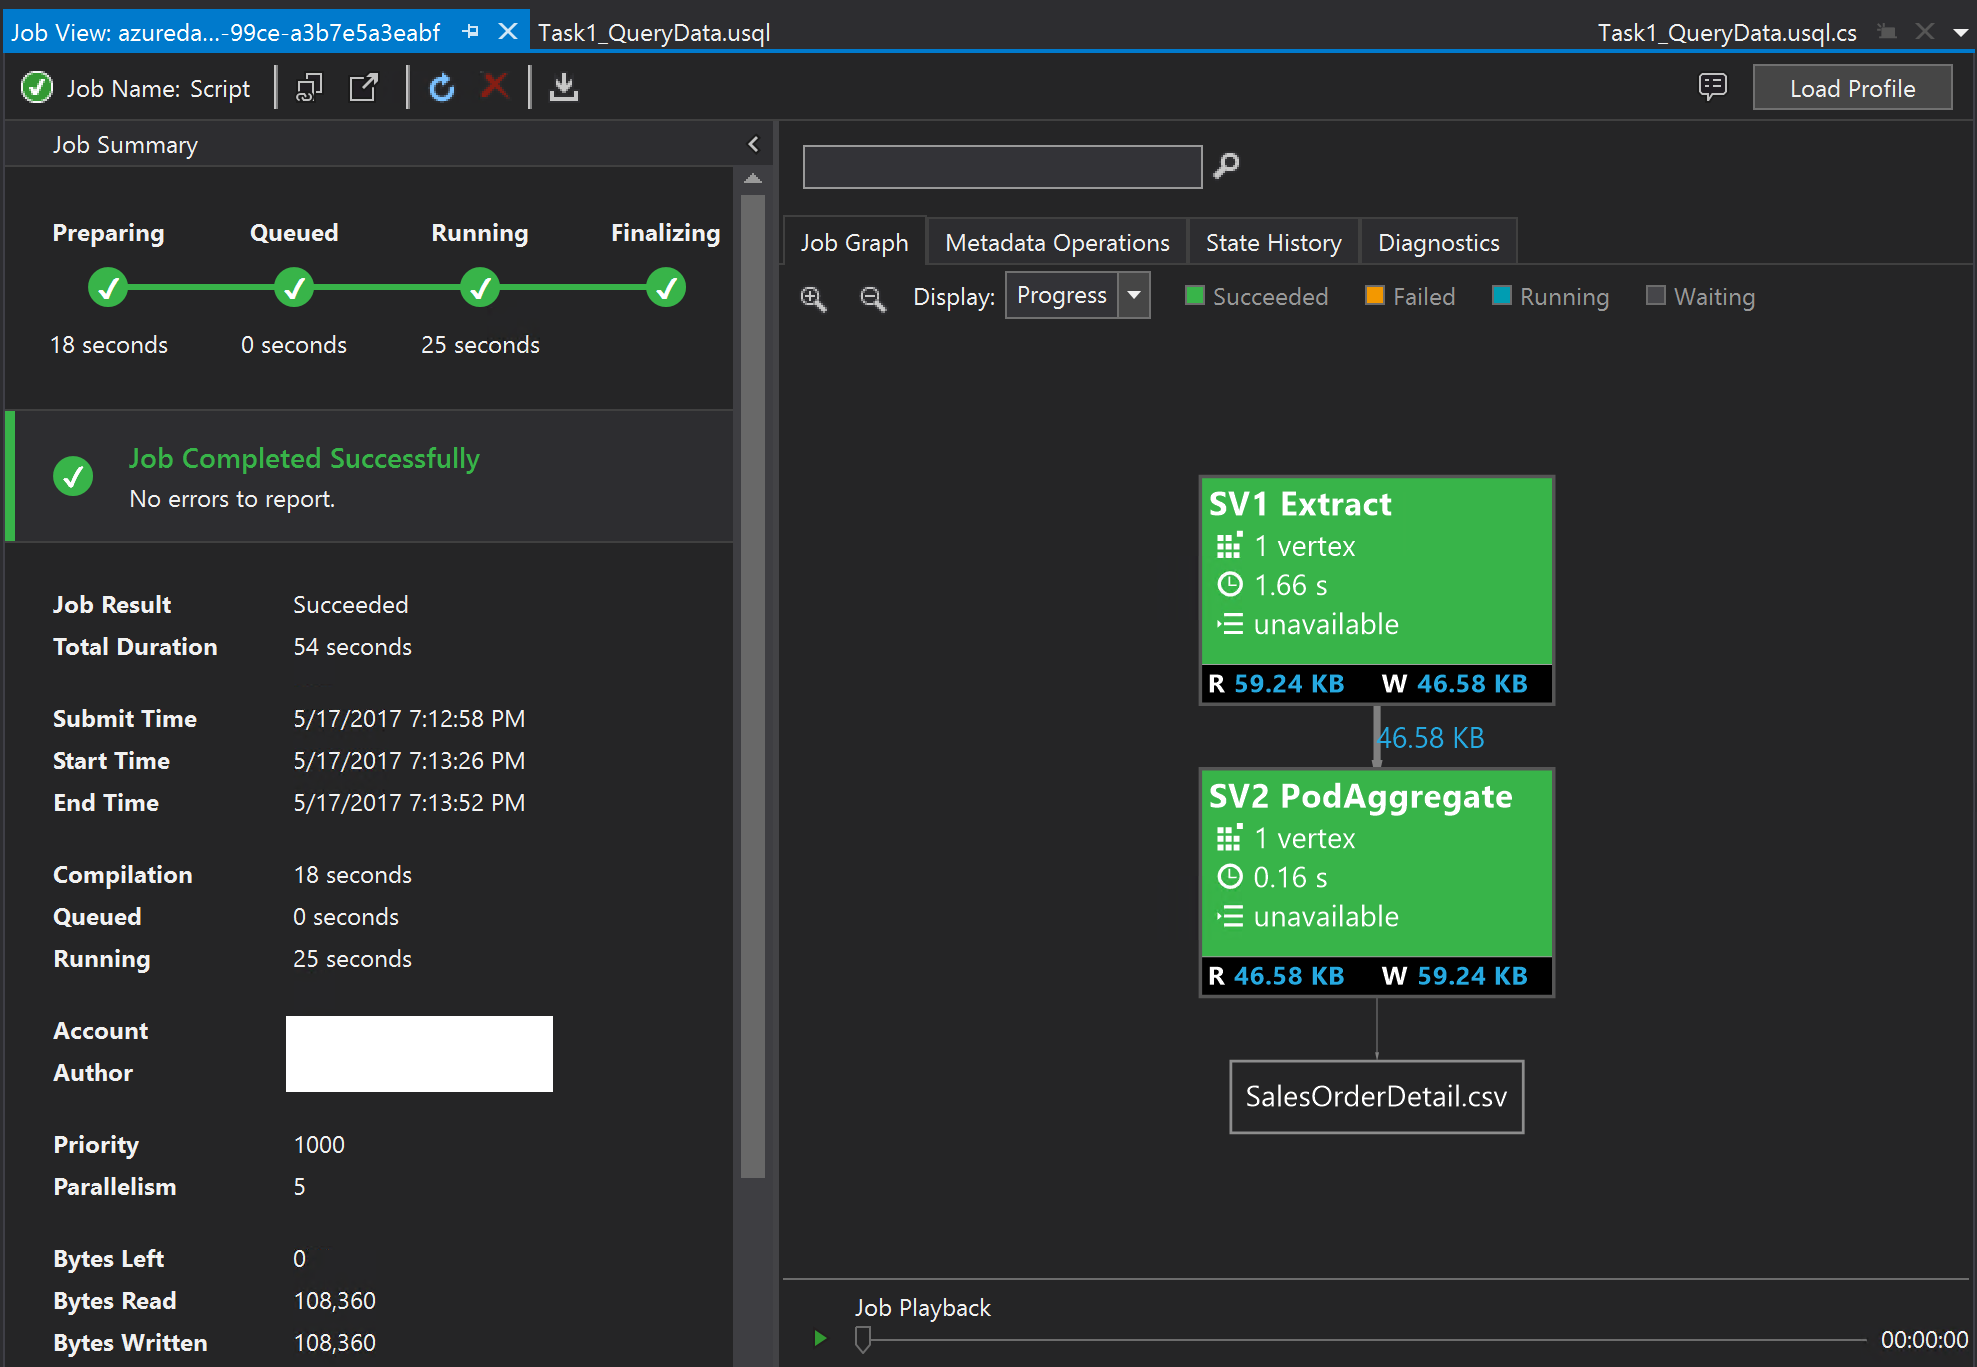 Job View: azureda...-99ce-a3b7e5a3eabf
Task1_QueryData.usql
Task1_QueryData.usql.cs
Job Name: Script
Load Profile
Job Summary
Preparing Queued Running Finalizing
18 seconds 0 seconds 25 seconds
Job Completed Successfully
No errors to report.
Job Result Succeeded
Total Duration 54 seconds
Submit Time 5/17/2017 7:12:58 PM
Start Time 5/17/2017 7:13:26 PM
End Time 5/17/2017 7:13:52 PM
Compilation 18 seconds
Queued 0 seconds
Running 25 seconds
Account
Author
Priority 1000
Parallelism 5
Bytes Left 0
Bytes Read 108,360
Bytes Written 108,360
Job Graph Metadata Operations State History Diagnostics
Display: Progress Succeeded Failed Running Waiting
SV1 Extract
1 vertex
1.66 s
unavailable
R 59.24 KB W 46.58 KB
46.58 KB
SV2 PodAggregate
1 vertex
0.16 s
unavailable
R 46.58 KB W 59.24 KB
SalesOrderDetail.csv
Job Playback
00:00:00